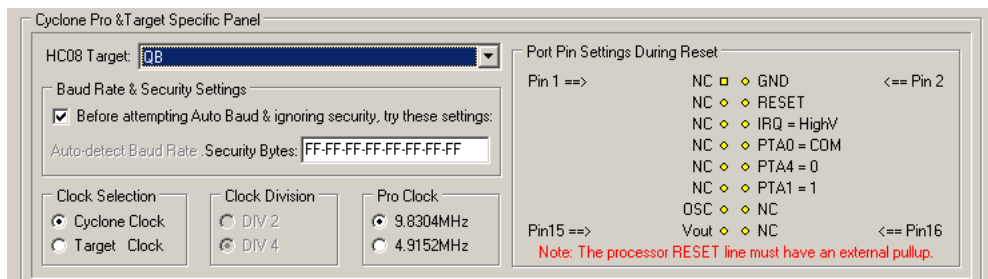 Cyclone Pro &Target Specific Panel
HC08 Target: QB
Baud Rate & Security Settings
Before attempting Auto Baud & ignoring security, try these settings:
Auto-detect Baud Rate . Security Bytes: FF-FF-FF-FF-FF-FF-FF-FF
Clock Selection
Cyclone Clock
Target Clock
Clock Division
DIV 2
DIV 4
Pro Clock
9.8304MHz
4.9152MHz
Port Pin Settings During Reset
Pin 1 ==> NC GND <== Pin 2
NC RESET
NC IRQ = HighV
NC PTA0 = COM
NC PTA4 = 0
NC PTA1 = 1
OSC NC
Pin15 ==> Vout NC <== Pin16
Note: The processor RESET line must have an external pullup.